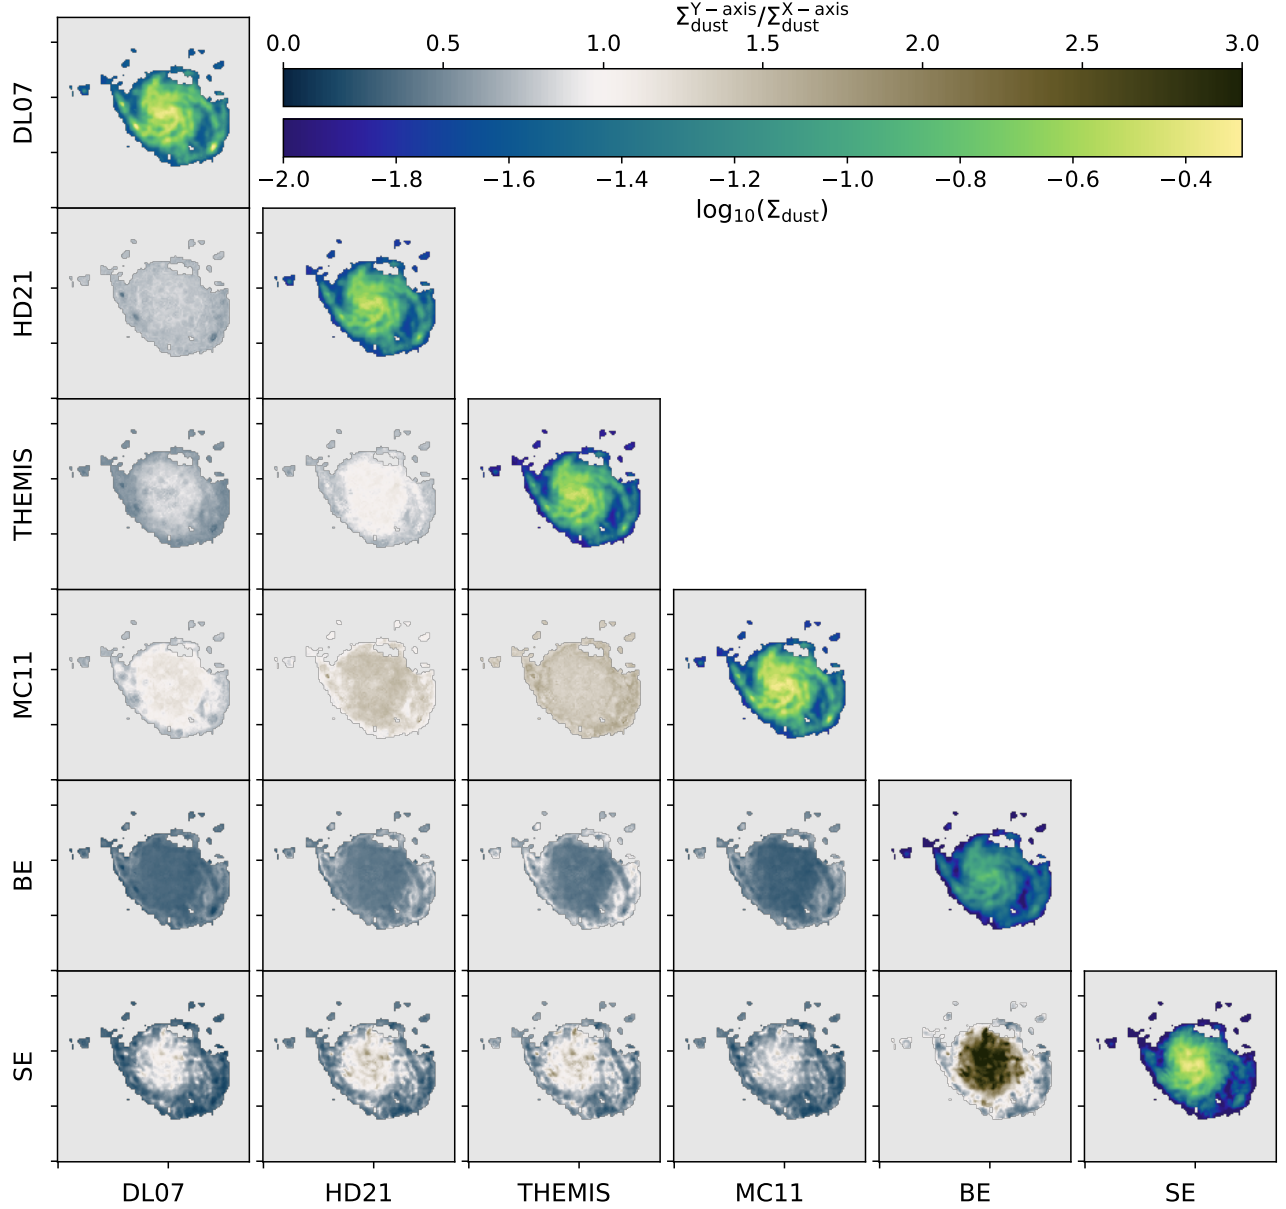 Σ_dust^Y−axis/Σ_dust^X−axis
0.0 0.5 1.0 1.5 2.0 2.5 3.0
−2.0 −1.8 −1.6 −1.4 −1.2 −1.0 −0.8 −0.6 −0.4
log₁₀(Σ_dust)
DL07
HD21
THEMIS
MC11
BE
SE
DL07 HD21 THEMIS MC11 BE SE